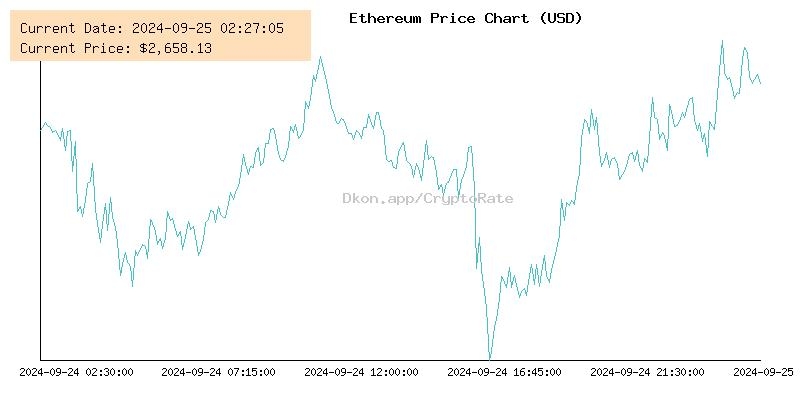 Ethereum Price Chart (USD)
Current Date: 2024-09-25 02:27:05
Current Price: $2,658.13
Dkon.app/CryptoRate
2024-09-24 02:30:00
2024-09-24 07:15:00
2024-09-24 12:00:00
2024-09-24 16:45:00
2024-09-24 21:30:00
2024-09-25